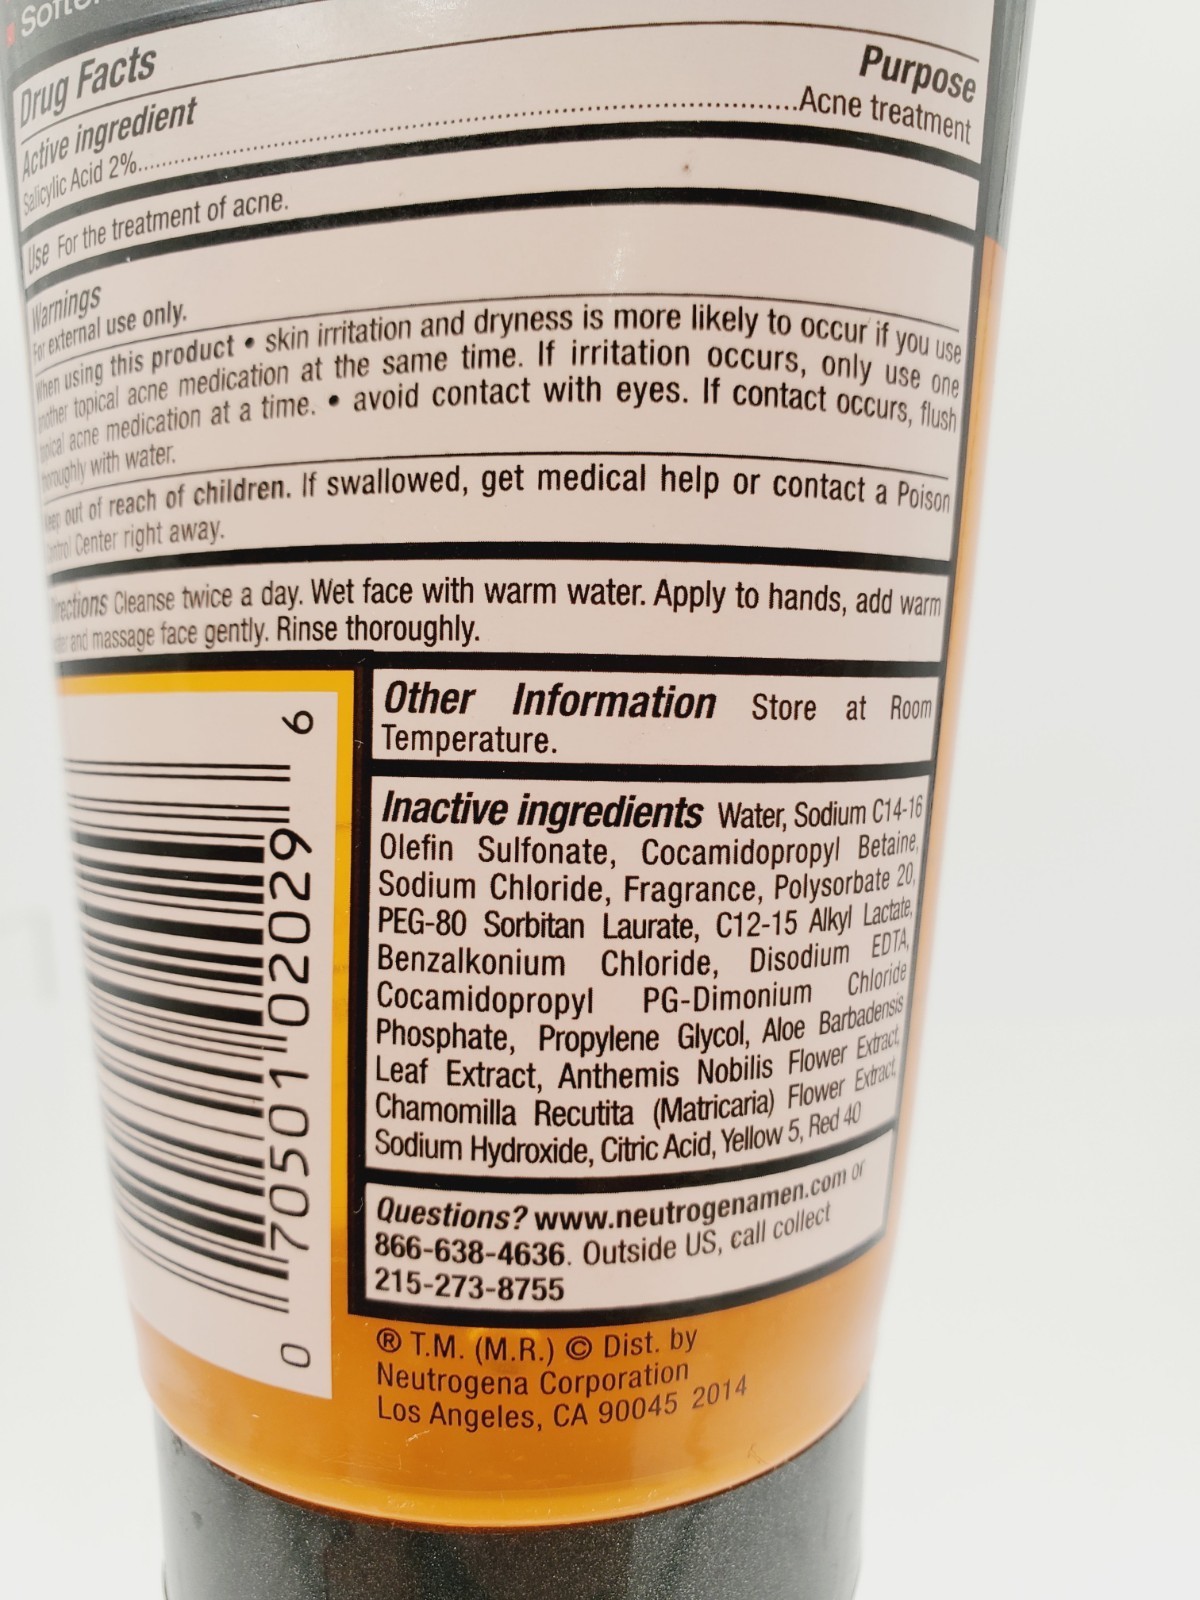 Drug Facts
Active ingredient Purpose
Salicylic Acid 2%..........Acne treatment
Use For the treatment of acne.
Warnings
For external use only.
When using this product • skin irritation and dryness is more likely to occur if you use
another topical acne medication at the same time. If irritation occurs, only use one
topical acne medication at a time. • avoid contact with eyes. If contact occurs, flush
thoroughly with water.
Keep out of reach of children. If swallowed, get medical help or contact a Poison
Control Center right away.
Directions Cleanse twice a day. Wet face with warm water. Apply to hands, add warm
water and massage face gently. Rinse thoroughly.
Other Information Store at Room
Temperature.
Inactive ingredients Water, Sodium C14-16
Olefin Sulfonate, Cocamidopropyl Betaine,
Sodium Chloride, Fragrance, Polysorbate 20,
PEG-80 Sorbitan Laurate, C12-15 Alkyl Lactate,
Benzalkonium Chloride, Disodium EDTA,
Cocamidopropyl PG-Dimonium Chloride
Phosphate, Propylene Glycol, Aloe Barbadensis
Leaf Extract, Anthemis Nobilis Flower Extract,
Chamomilla Recutita (Matricaria) Flower Extract,
Sodium Hydroxide, Citric Acid, Yellow 5, Red 40
Questions? www.neutrogenamen.com or
866-638-4636. Outside US, call collect
215-273-8755
® T.M. (M.R.) © Dist. by
Neutrogena Corporation
Los Angeles, CA 90045 2014
0 70501 02029 6